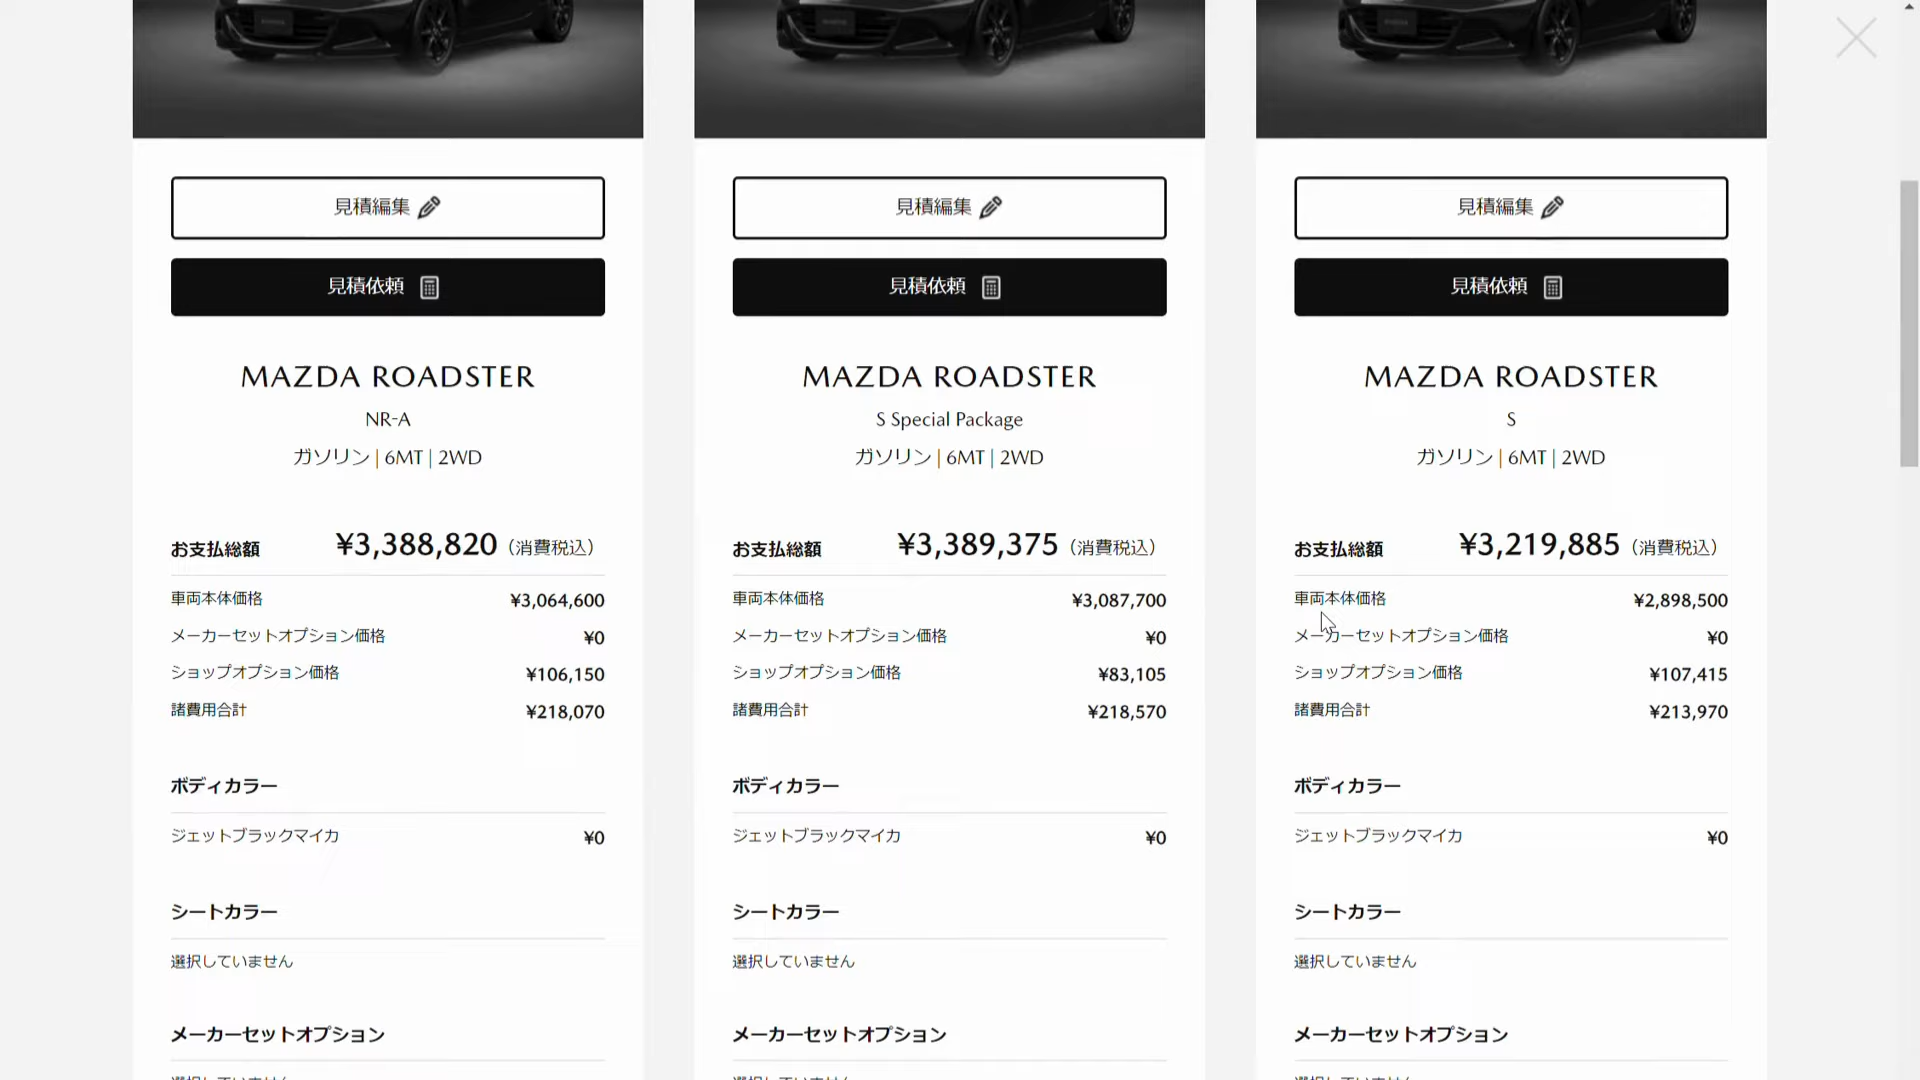 見積編集
見積依頼
MAZDA ROADSTER
NR-A
ガソリン | 6MT | 2WD
お支払総額 ¥3,388,820（消費税込）
車両本体価格 ¥3,064,600
メーカーセットオプション価格 ¥0
ショップオプション価格 ¥106,150
諸費用合計 ¥218,070
ボディカラー
ジェットブラックマイカ ¥0
シートカラー
選択していません
メーカーセットオプション
見積編集
見積依頼
MAZDA ROADSTER
S Special Package
ガソリン | 6MT | 2WD
お支払総額 ¥3,389,375（消費税込）
車両本体価格 ¥3,087,700
メーカーセットオプション価格 ¥0
ショップオプション価格 ¥83,105
諸費用合計 ¥218,570
ボディカラー
ジェットブラックマイカ ¥0
シートカラー
選択していません
メーカーセットオプション
見積編集
見積依頼
MAZDA ROADSTER
S
ガソリン | 6MT | 2WD
お支払総額 ¥3,219,885（消費税込）
車両本体価格 ¥2,898,500
メーカーセットオプション価格 ¥0
ショップオプション価格 ¥107,415
諸費用合計 ¥213,970
ボディカラー
ジェットブラックマイカ ¥0
シートカラー
選択していません
メーカーセットオプション